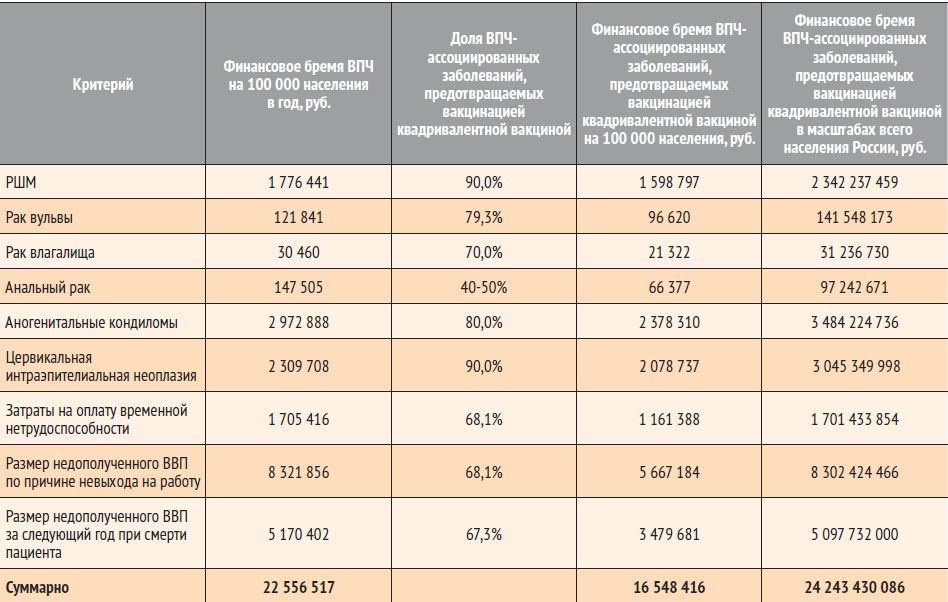 Критерий
Финансовое бремя ВПЧ
на 100 000 населения
в год, руб.
Доля ВПЧ-
ассоциированных
заболеваний,
предотвращаемых
вакцинацией
квадривалентной вакциной
Финансовое бремя ВПЧ-
ассоциированных
заболеваний,
предотвращаемых
вакцинацией
квадривалентной вакциной
на 100 000 населения, руб.
Финансовое бремя
ВПЧ-ассоциированных
заболеваний,
предотвращаемых
вакцинацией
квадривалентной вакциной
в масштабах всего
населения России, руб.
РШМ 1 776 441 90,0% 1 598 797 2 342 237 459
Рак вульвы 121 841 79,3% 96 620 141 548 173
Рак влагалища 30 460 70,0% 21 322 31 236 730
Анальный рак 147 505 40-50% 66 377 97 242 671
Аногенитальные кондиломы 2 972 888 80,0% 2 378 310 3 484 224 736
Цервикальная
интраэпителиальная неоплазия 2 309 708 90,0% 2 078 737 3 045 349 998
Затраты на оплату временной
нетрудоспособности 1 705 416 68,1% 1 161 388 1 701 433 854
Размер недополученного ВВП
по причине невыхода на работу 8 321 856 68,1% 5 667 184 8 302 424 466
Размер недополученного ВВП
за следующий год при смерти
пациента 5 170 402 67,3% 3 479 681 5 097 732 000
Суммарно 22 556 517 16 548 416 24 243 430 086